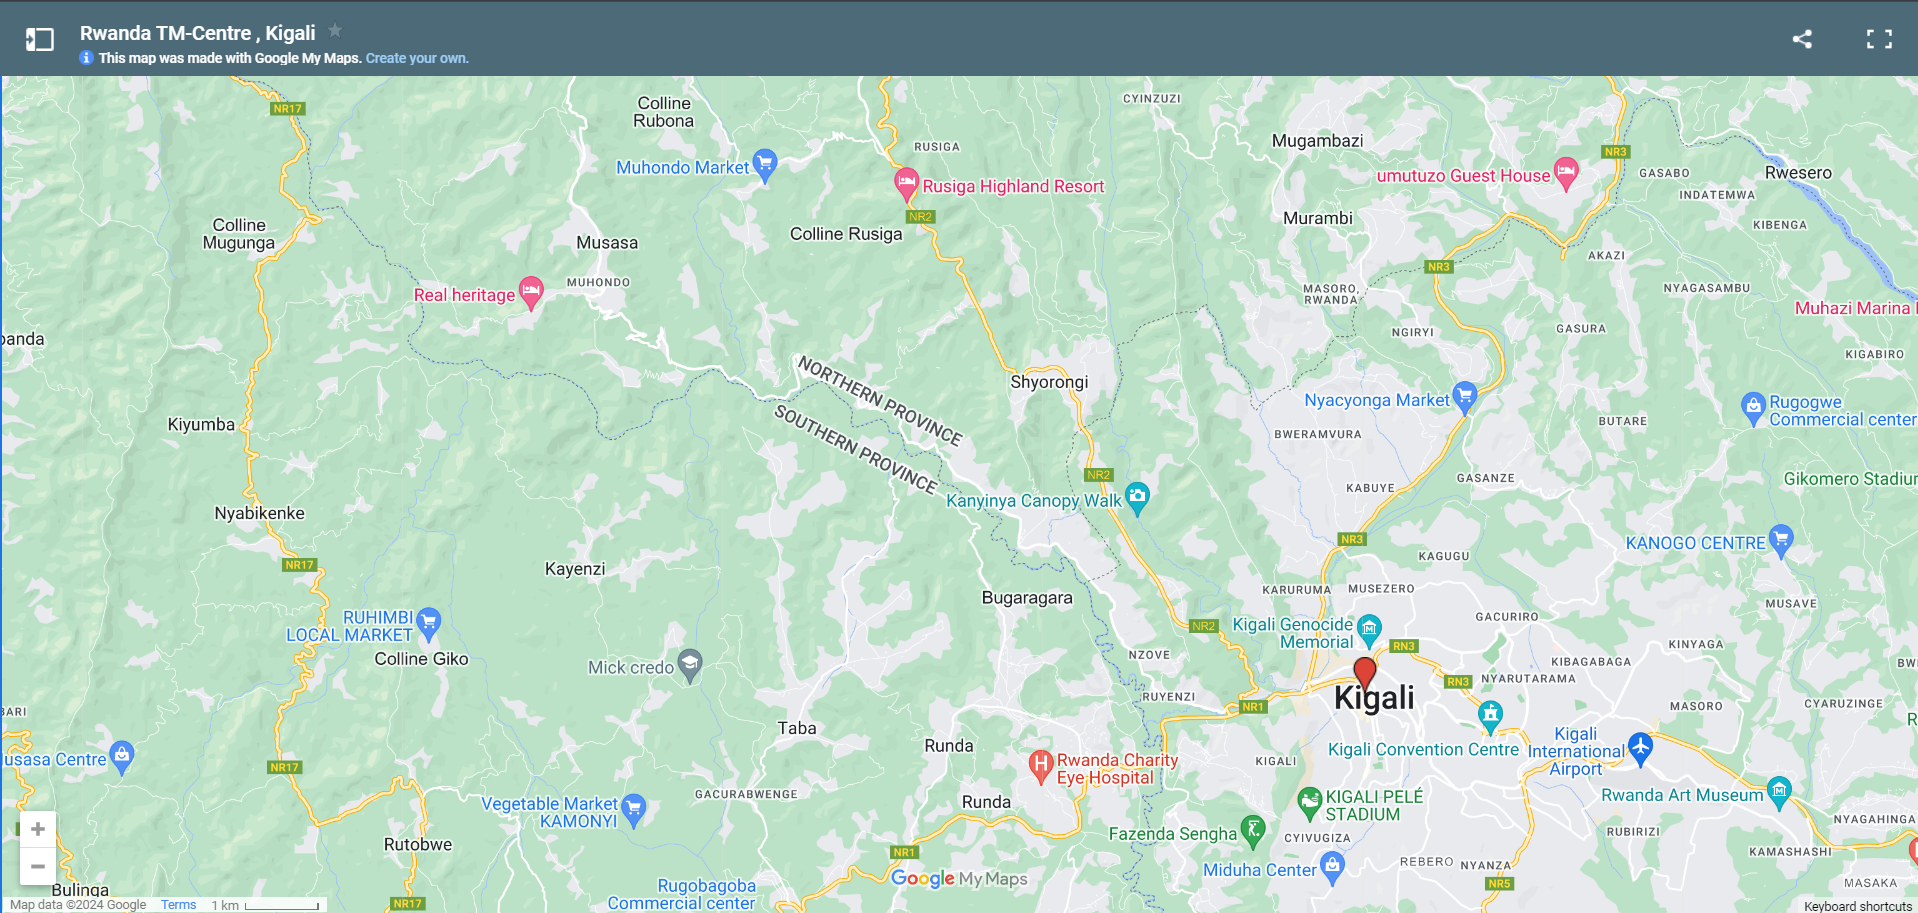 Rwanda TM-Centre , Kigali
This map was made with Google My Maps. Create your own.
NR17
Colline
Rubona
CYINZUZI
Mugambazi
RUSIGA
NR3
Muhondo Market
Rusiga Highland Resort
umutuzo Guest House
GASABO
Rwesero
INDATEMWA
NR2
Murambi
KIBENGA
Colline
Mugunga
Colline Rusiga
Musasa
AKAZI
NR3
MUHONDO
MASORO,
RWANDA
NYAGASAMBU
Real heritage
Muhazi Marina
NGIRYI
GASURA
KIGABIRO
NORTHERN PROVINCE
SOUTHERN PROVINCE
Shyorongi
Nyacyonga Market
Rugogwe
Commercial center
Kiyumba
BWERAMVURA
BUTARE
NR2
GASANZE
Gikomero Stadiur
KABUYE
Kanyinya Canopy Walk
Nyabikenke
NR3
KANOGO CENTRE
KAGUGU
NR17
Kayenzi
KARURUMA
MUSEZERO
Bugaragara
MUSAVE
RUHIMBI
LOCAL MARKET
GACURIRO
NR2
Kigali Genocide
Memorial
RN3
KINYAGA
Colline Giko
NZOVE
KIBAGABAGA
BWI
Mick credo
RN3
NYARUTARAMA
Kigali
RUYENZI
NR1
MASORO
CYARUZINGE
BARI
Taba
R
Runda
Kigali Convention Centre
Kigali
International
Airport
usasa Centre
NR17
Rwanda Charity
Eye Hospital
KIGALI
GACURABWENGE
Rwanda Art Museum
Vegetable Market
KAMONYI
Runda
KIGALI PELÉ
STADIUM
NYAGAHINGA
Fazenda Sengha
CYIVUGIZA
RUBIRIZI
Rutobwe
NR1
KAMASHASHI
REBERO
NYANZA
Miduha Center
Google My Maps
NR5
MASAKA
Bulinga
Rugobagoba
Commercial center
NR17
Map data ©2024 Google
Terms
1 km
Keyboard shortcuts